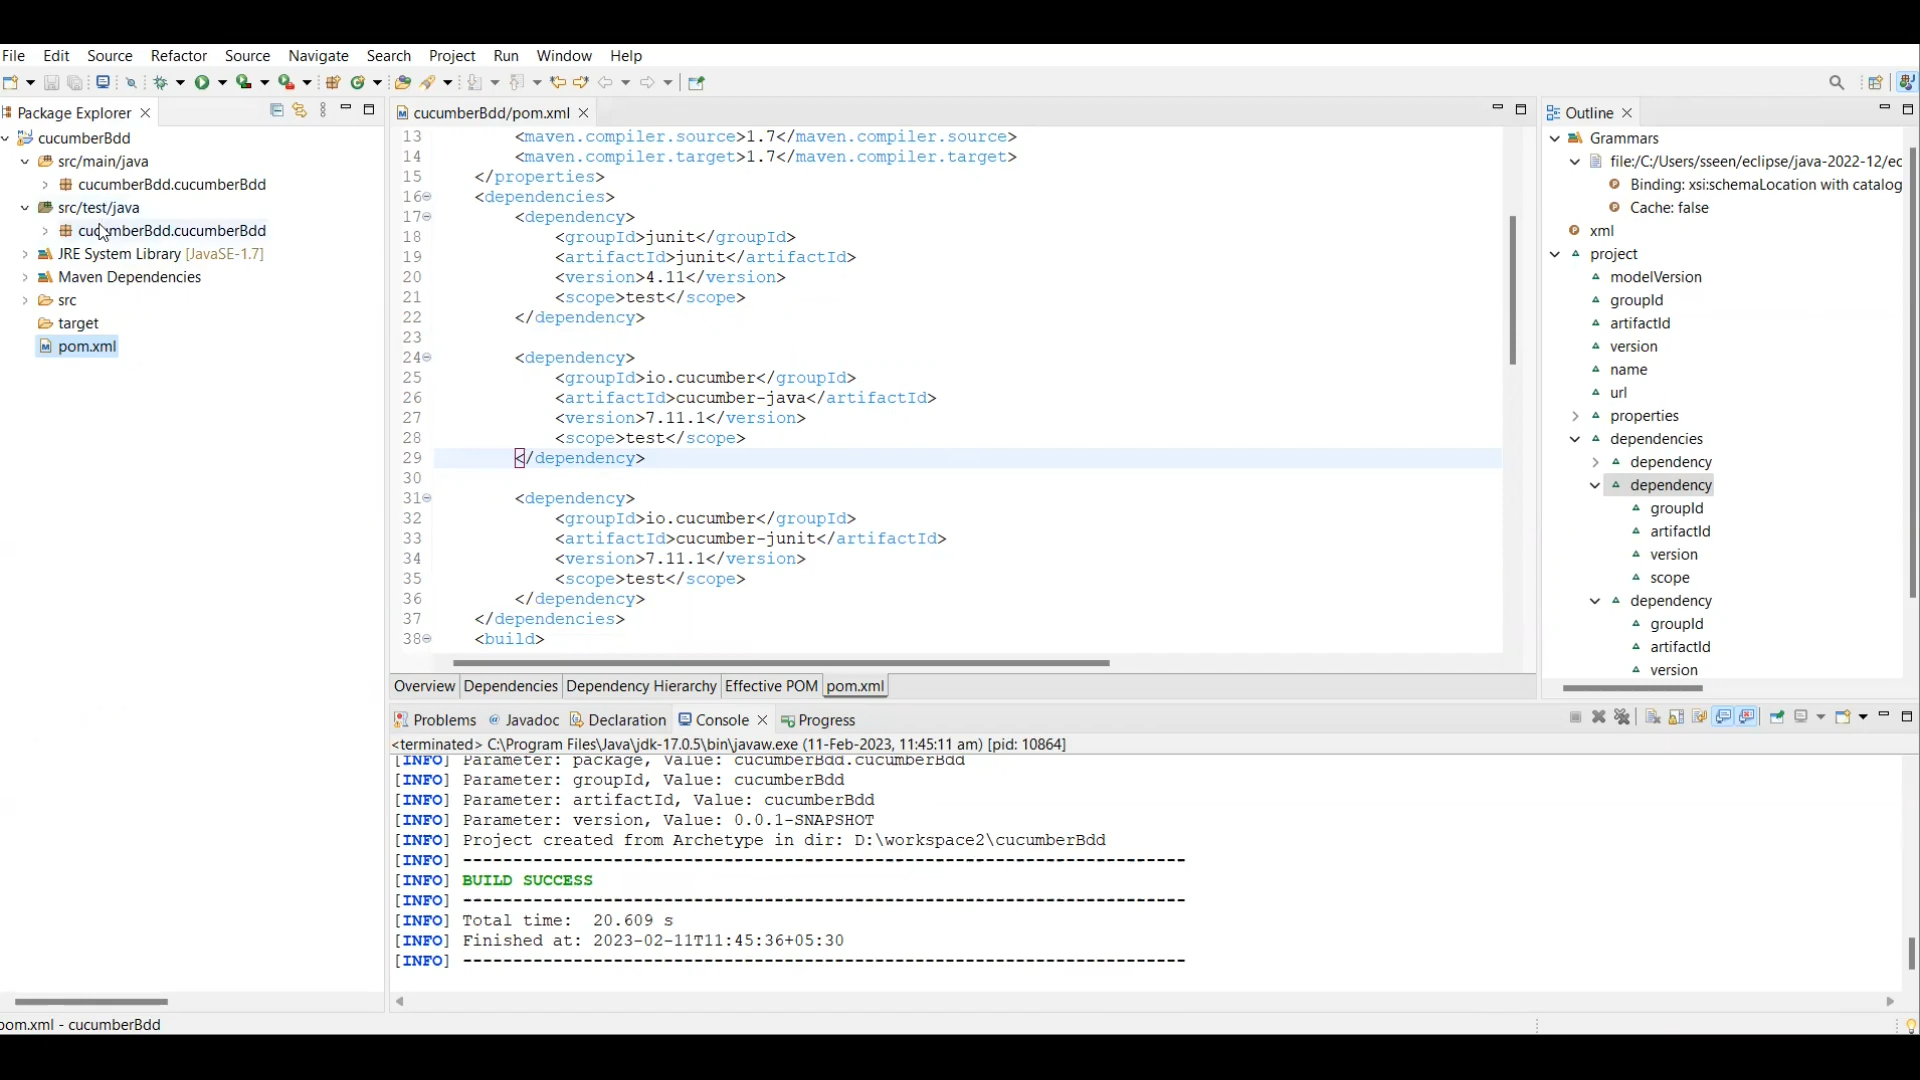 File Edit Source Refactor Source Navigate Search Project Run Window Help
Package Explorer
cucumberBdd
src/main/java
cucumberBdd.cucumberBdd
src/test/java
cucumberBdd.cucumberBdd
JRE System Library [JavaSE-1.7]
Maven Dependencies
src
target
pom.xml
cucumberBdd/pom.xml
13 <maven.compiler.source>1.7</maven.compiler.source>
14 <maven.compiler.target>1.7</maven.compiler.target>
15 </properties>
16 <dependencies>
17 <dependency>
18 <groupId>junit</groupId>
19 <artifactId>junit</artifactId>
20 <version>4.11</version>
21 <scope>test</scope>
22 </dependency>
23
24 <dependency>
25 <groupId>io.cucumber</groupId>
26 <artifactId>cucumber-java</artifactId>
27 <version>7.11.1</version>
28 <scope>test</scope>
29 </dependency>
30
31 <dependency>
32 <groupId>io.cucumber</groupId>
33 <artifactId>cucumber-junit</artifactId>
34 <version>7.11.1</version>
35 <scope>test</scope>
36 </dependency>
37 </dependencies>
38 <build>
Overview Dependencies Dependency Hierarchy Effective POM pom.xml
Outline
Grammars
file:/C:/Users/sseen/eclipse/java-2022-12/ec
Binding: xsi:schemaLocation with catalog
Cache: false
xml
project
modelVersion
groupId
artifactId
version
name
url
properties
dependencies
dependency
dependency
groupId
artifactId
version
scope
dependency
groupId
artifactId
version
Problems Javadoc Declaration Console Progress
<terminated> C:\Program Files\Java\jdk-17.0.5\bin\javaw.exe (11-Feb-2023, 11:45:11 am) [pid: 10864]
[INFO] Parameter: package, Value: cucumberBdd.cucumberBdd
[INFO] Parameter: groupId, Value: cucumberBdd
[INFO] Parameter: artifactId, Value: cucumberBdd
[INFO] Parameter: version, Value: 0.0.1-SNAPSHOT
[INFO] Project created from Archetype in dir: D:\workspace2\cucumberBdd
[INFO] ------------------------------------------------------------------------
[INFO] BUILD SUCCESS
[INFO] ------------------------------------------------------------------------
[INFO] Total time:  20.609 s
[INFO] Finished at: 2023-02-11T11:45:36+05:30
[INFO] ------------------------------------------------------------------------
pom.xml - cucumberBdd